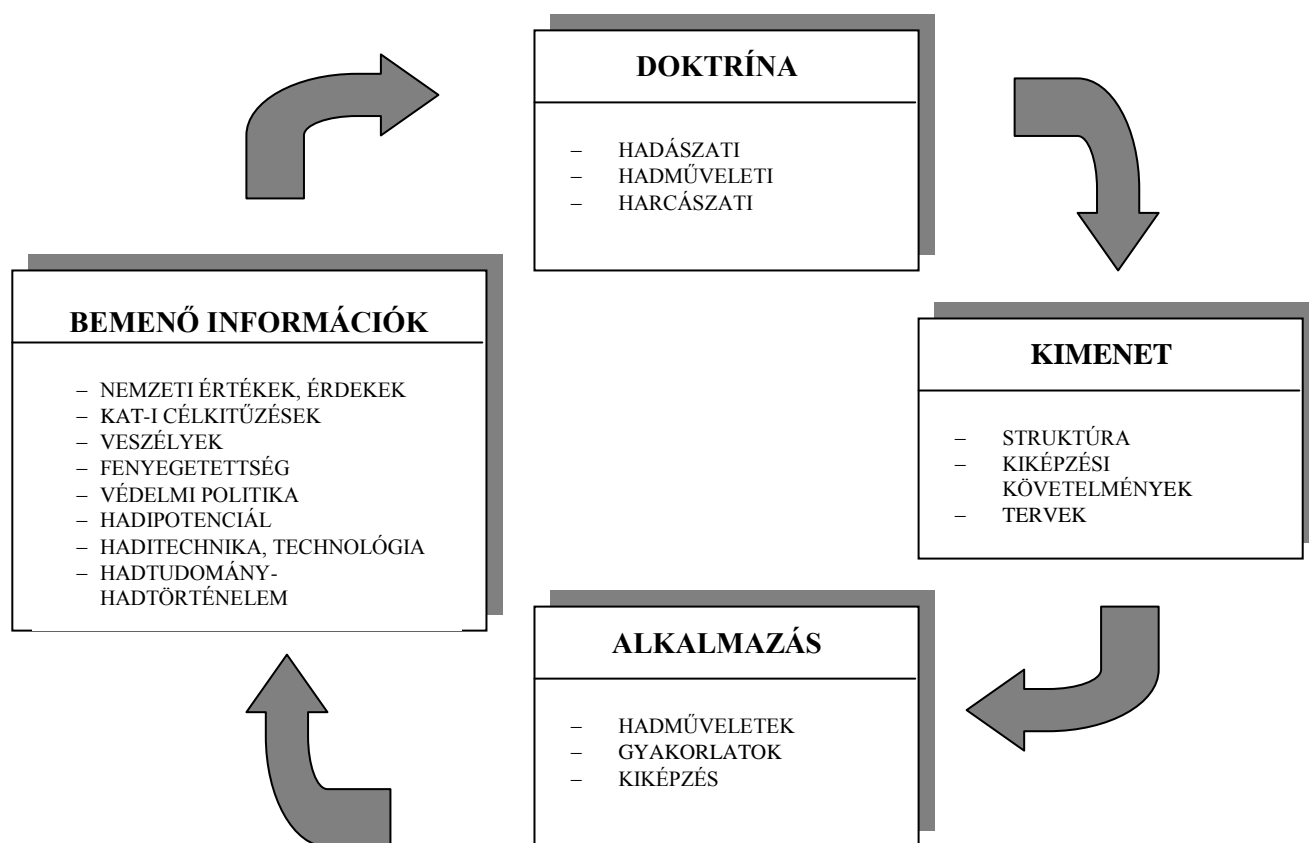 DOKTRÍNA
– HADÁSZATI
– HADMŰVELETI
– HARCÁSZATI
BEMENŐ INFORMÁCIÓK
– NEMZETI ÉRTÉKEK, ÉRDEKEK
– KAT-I CÉLKITŰZÉSEK
– VESZÉLYEK
– FENYEGETETTSÉG
– VÉDELMI POLITIKA
– HADIPOTENCIÁL
– HADITECHNIKA, TECHNOLÓGIA
– HADTUDOMÁNY-
HADTÖRTÉNELEM
KIMENET
– STRUKTÚRA
– KIKÉPZÉSI
KÖVETELMÉNYEK
– TERVEK
ALKALMAZÁS
– HADMŰVELETEK
– GYAKORLATOK
– KIKÉPZÉS